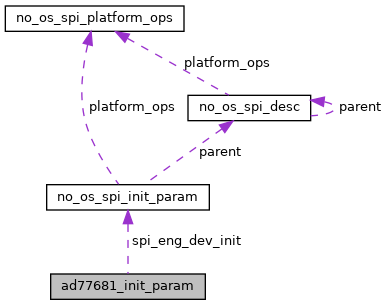 no_os_spi_platform_ops
platform_ops
no_os_spi_desc
platform_ops
parent
parent
no_os_spi_init_param
spi_eng_dev_init
ad77681_init_param